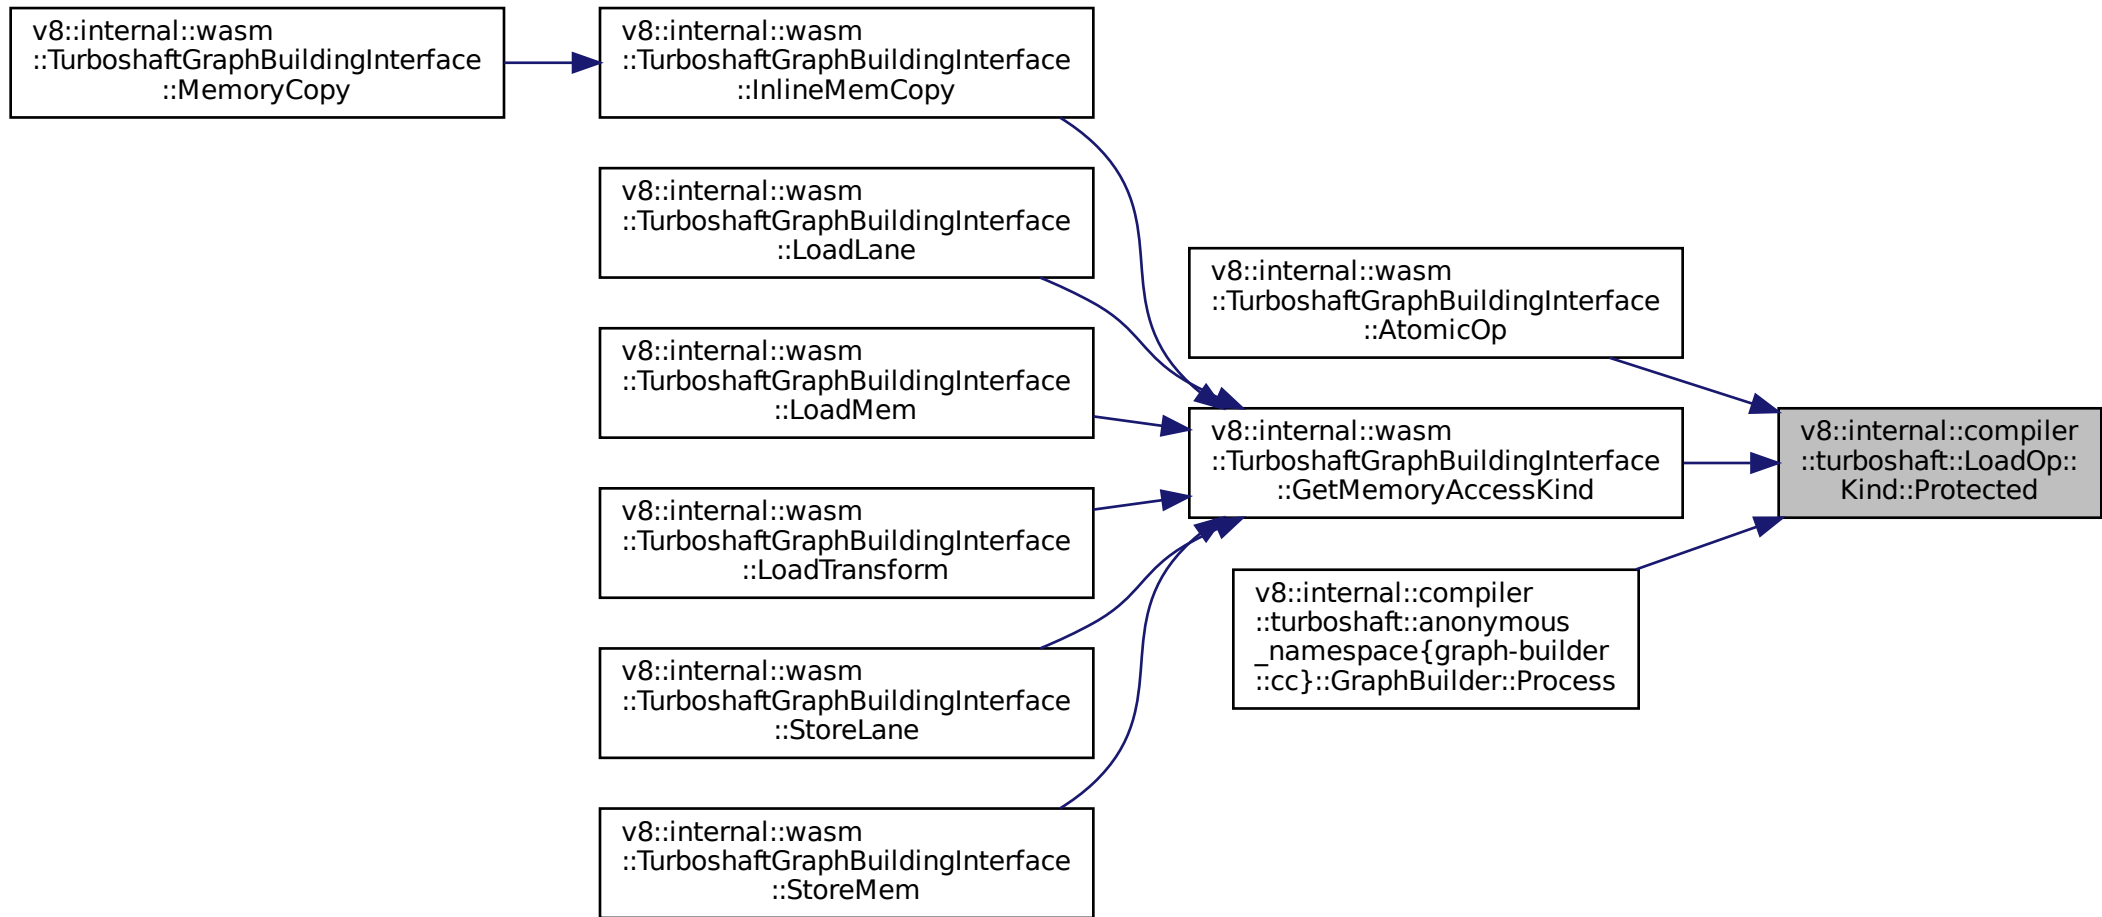 v8::internal::wasm
::TurboshaftGraphBuildingInterface
::MemoryCopy
v8::internal::wasm
::TurboshaftGraphBuildingInterface
::InlineMemCopy
v8::internal::wasm
::TurboshaftGraphBuildingInterface
::LoadLane
v8::internal::wasm
::TurboshaftGraphBuildingInterface
::LoadMem
v8::internal::wasm
::TurboshaftGraphBuildingInterface
::LoadTransform
v8::internal::wasm
::TurboshaftGraphBuildingInterface
::StoreLane
v8::internal::wasm
::TurboshaftGraphBuildingInterface
::StoreMem
v8::internal::wasm
::TurboshaftGraphBuildingInterface
::AtomicOp
v8::internal::wasm
::TurboshaftGraphBuildingInterface
::GetMemoryAccessKind
v8::internal::compiler
::turboshaft::anonymous
_namespace{graph-builder
::cc}::GraphBuilder::Process
v8::internal::compiler
::turboshaft::LoadOp::
Kind::Protected